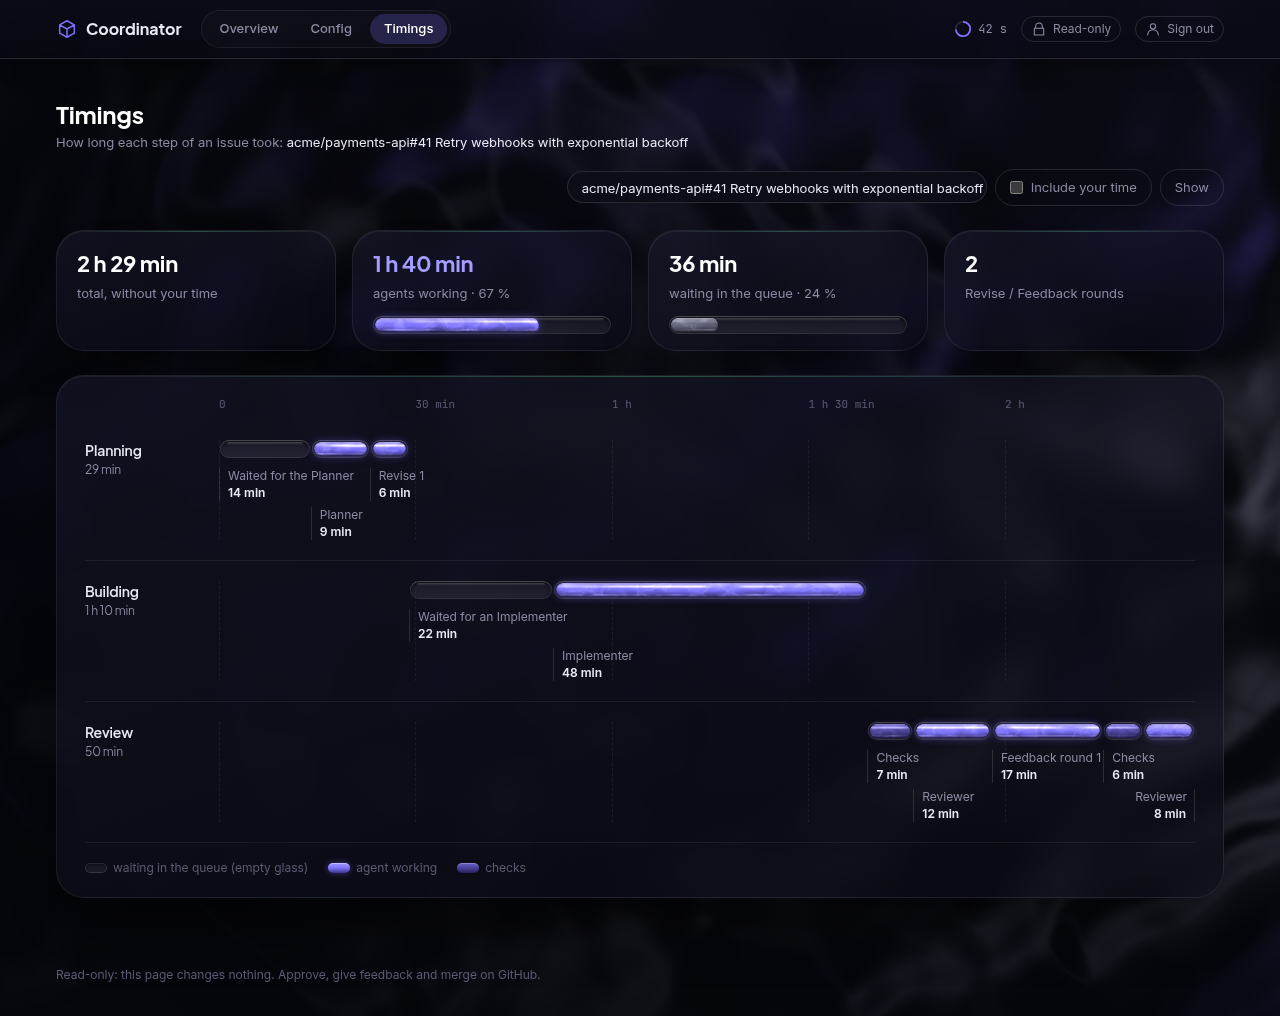 Coordinator
Overview
Config
Timings
42 s
Read-only
Sign out
Timings
How long each step of an issue took: acme/payments-api#41 Retry webhooks with exponential backoff
acme/payments-api#41 Retry webhooks with exponential backoff
Include your time
Show
2 h 29 min
total, without your time
1 h 40 min
agents working · 67 %
36 min
waiting in the queue · 24 %
2
Revise / Feedback rounds
0
30 min
1 h
1 h 30 min
2 h
Planning
29 min
Waited for the Planner
14 min
Revise 1
6 min
Planner
9 min
Building
1 h 10 min
Waited for an Implementer
22 min
Implementer
48 min
Review
50 min
Checks
7 min
Feedback round 1
17 min
Checks
6 min
Reviewer
12 min
Reviewer
8 min
waiting in the queue (empty glass)
agent working
checks
Read-only: this page changes nothing. Approve, give feedback and merge on GitHub.